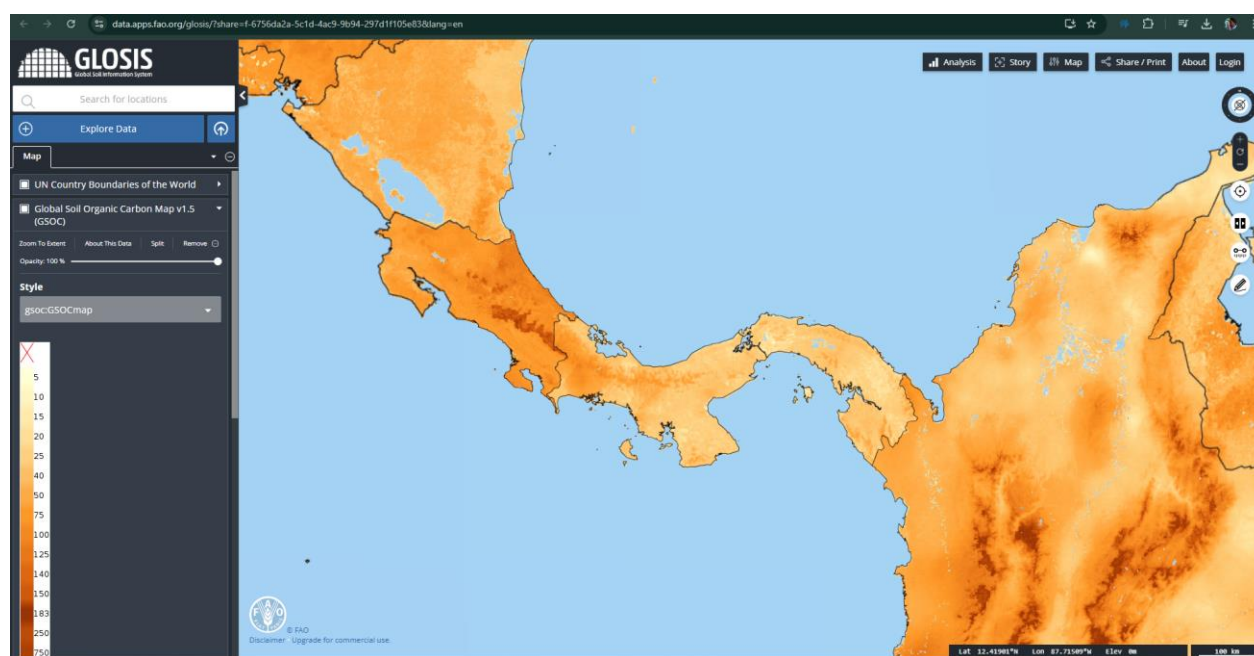 data.apps.fao.org/glosis/?share=f-6756da2a-5c1d-4ac9-9b94-297d1f105e83&lang=en
GLOSIS
Global Soil Information System
Search for locations
Explore Data
Map
UN Country Boundaries of the World
Global Soil Organic Carbon Map v1.5
(GSOC)
Zoom To Extent About This Data Split Remove
Opacity: 100 %
Style
gsoc:GSOCmap
5
10
15
20
25
40
50
75
100
125
140
150
183
250
750
Analysis Story Map Share / Print About Login
FAO
© FAO
Disclaimer Upgrade for commercial use.
Lat 12.41901°N Lon 87.71509°W Elev 0m 100 km